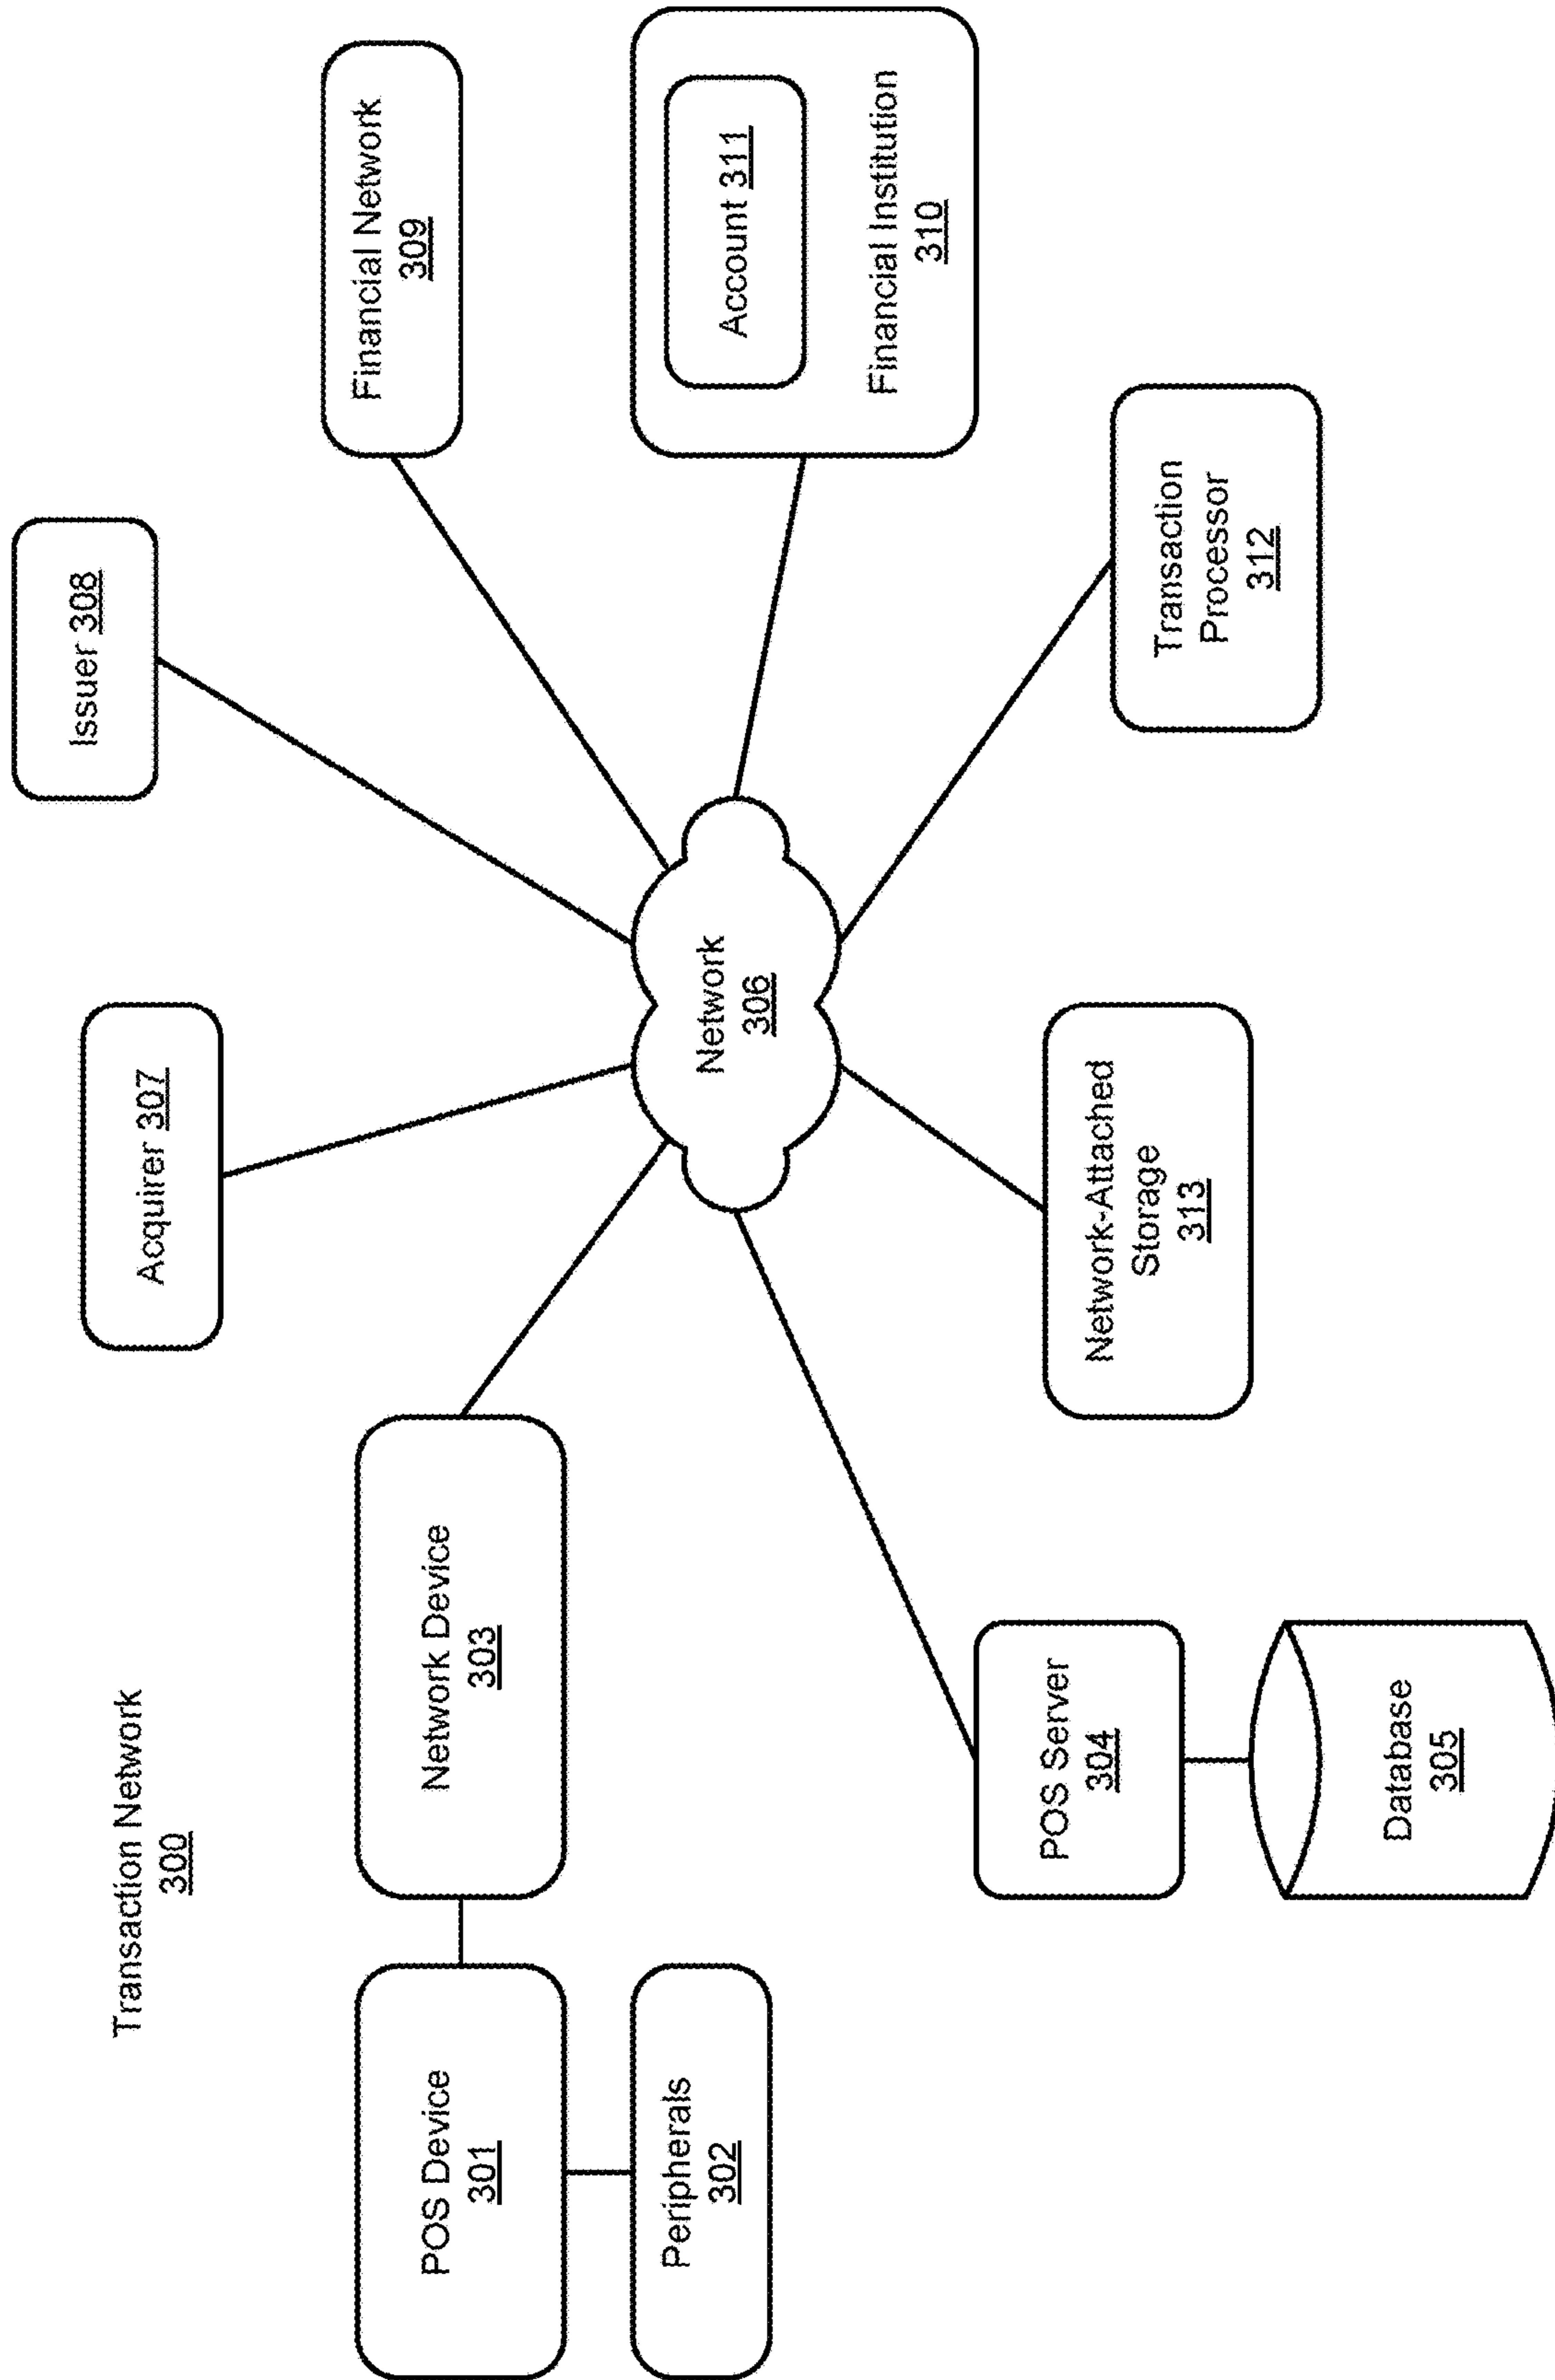 Transaction Network
300
Acquirer 307
Issuer 308
Financial Network
309
Account 311
Financial Institution
310
Network Device
303
POS Device
301
Peripherals
302
Network
306
POS Server
304
Database
305
Network-Attached
Storage
313
Transaction
Processor
312